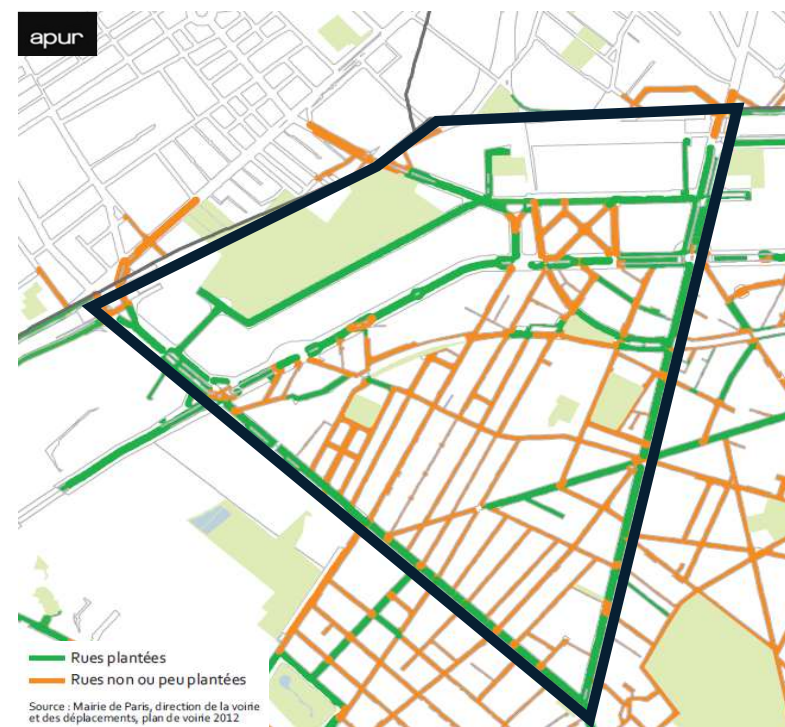 apur
Rues plantées
Rues non ou peu plantées
Source : Mairie de Paris, direction de la voirie
et des déplacements, plan de voirie 2012